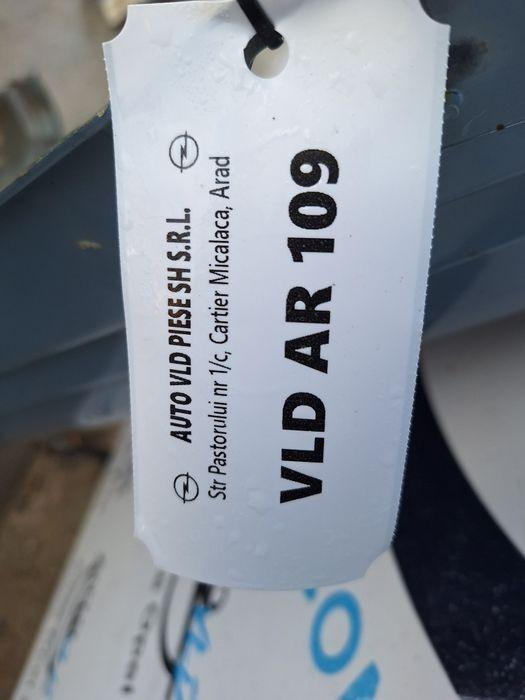 AUTO VLD PIESE SH S.R.L.
Str Pastorului nr 1/c, Cartier Micalaca, Arad
VLD AR 109